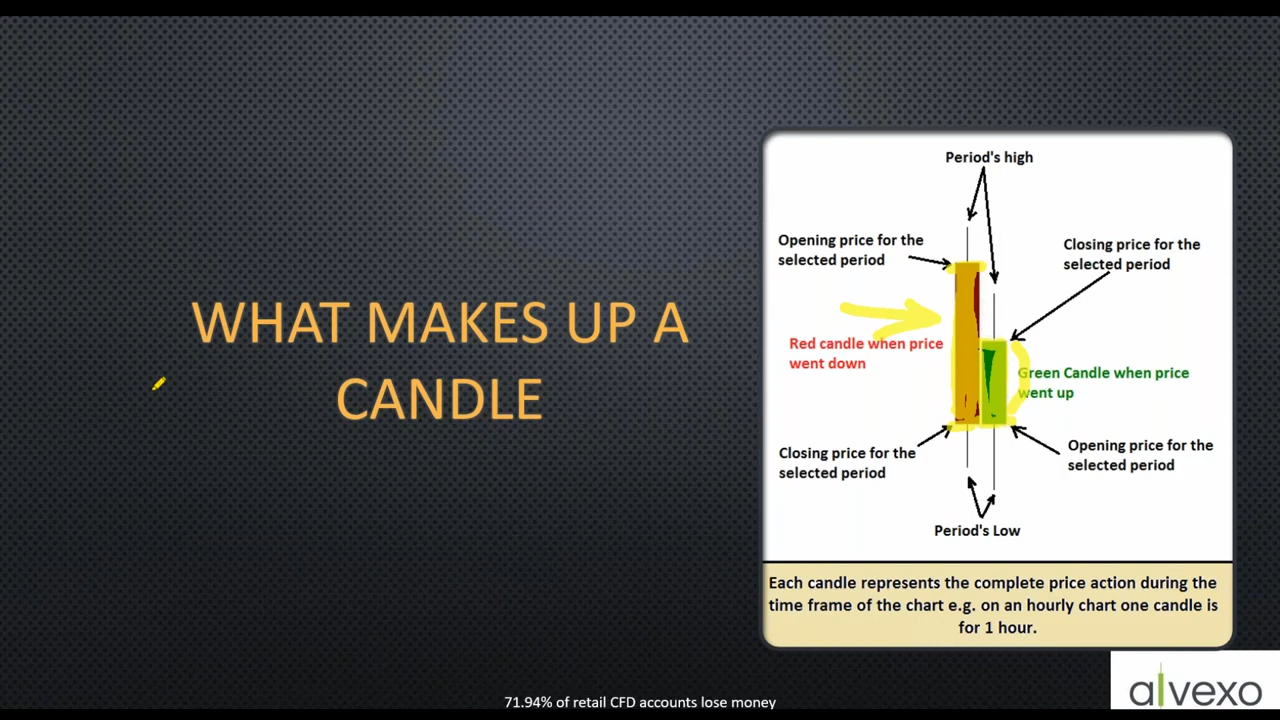 WHAT MAKES UP A
CANDLE
Period's high
Opening price for the
selected period
Closing price for the
selected period
Red candle when price
went down
Green Candle when price
went up
Closing price for the
selected period
Opening price for the
selected period
Period's Low
Each candle represents the complete price action during the
time frame of the chart e.g. on an hourly chart one candle is
for 1 hour.
alvexo
71.94% of retail CFD accounts lose money